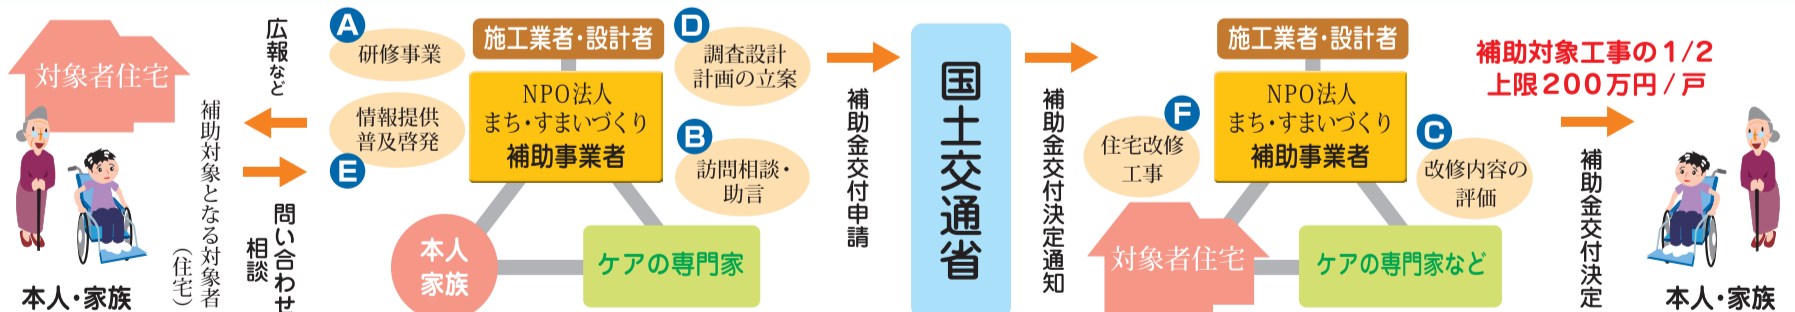 対象者住宅
本人・家族
補助対象となる対象者
(住宅)
広報など
問い合わせ
相談
A
研修事業
情報提供
普及啓発
E
施工業者・設計者
NPO法人
まち・すまいづくり
補助事業者
D
調査設計
計画の立案
B
訪問相談・
助言
本人
家族
ケアの専門家
補助金交付申請
国土交通省
補助金交付決定通知
施工業者・設計者
NPO法人
まち・すまいづくり
補助事業者
F
住宅改修
工事
C
改修内容の
評価
対象者住宅
ケアの専門家など
補助対象工事の1/2
上限200万円/戸
補助金交付決定
本人・家族